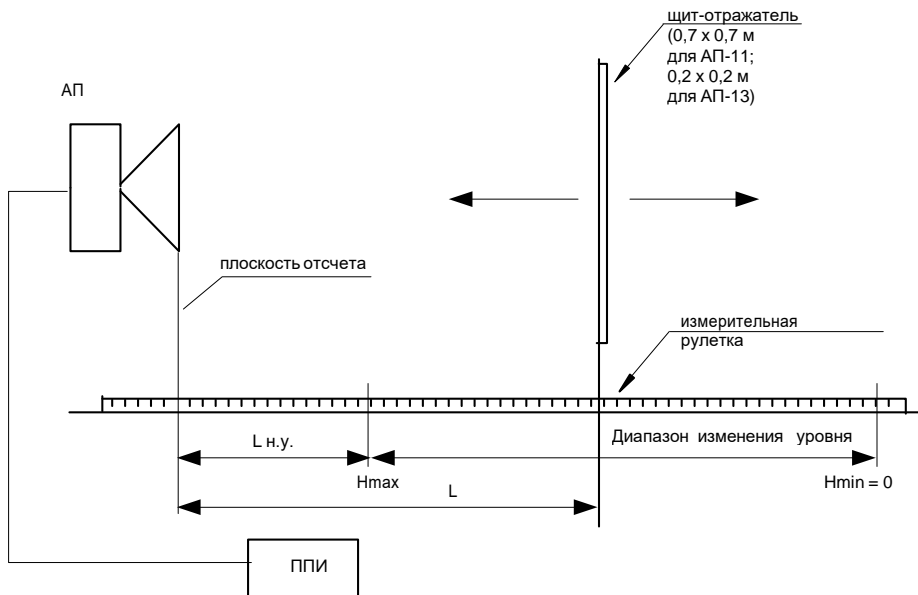 щит-отражатель
(0,7 х 0,7 м
для АП-11;
0,2 х 0,2 м
для АП-13)
АП
плоскость отсчета
измерительная
рулетка
L н.у.
Диапазон изменения уровня
Hmax
L
Hmin = 0
ППИ